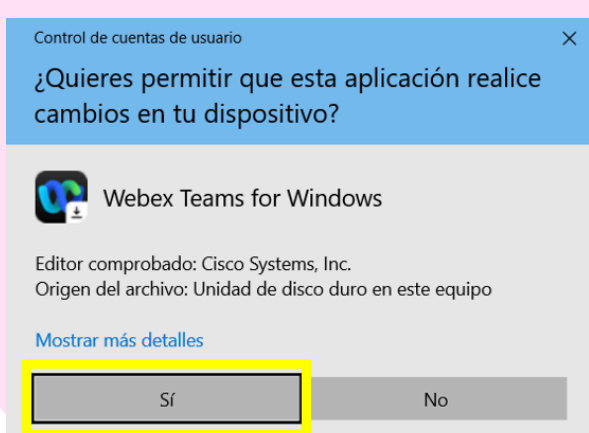 Control de cuentas de usuario
¿Quieres permitir que esta aplicación realice
cambios en tu dispositivo?
Webex Teams for Windows
Editor comprobado: Cisco Systems, Inc.
Origen del archivo: Unidad de disco duro en este equipo
Mostrar más detalles
Sí
No